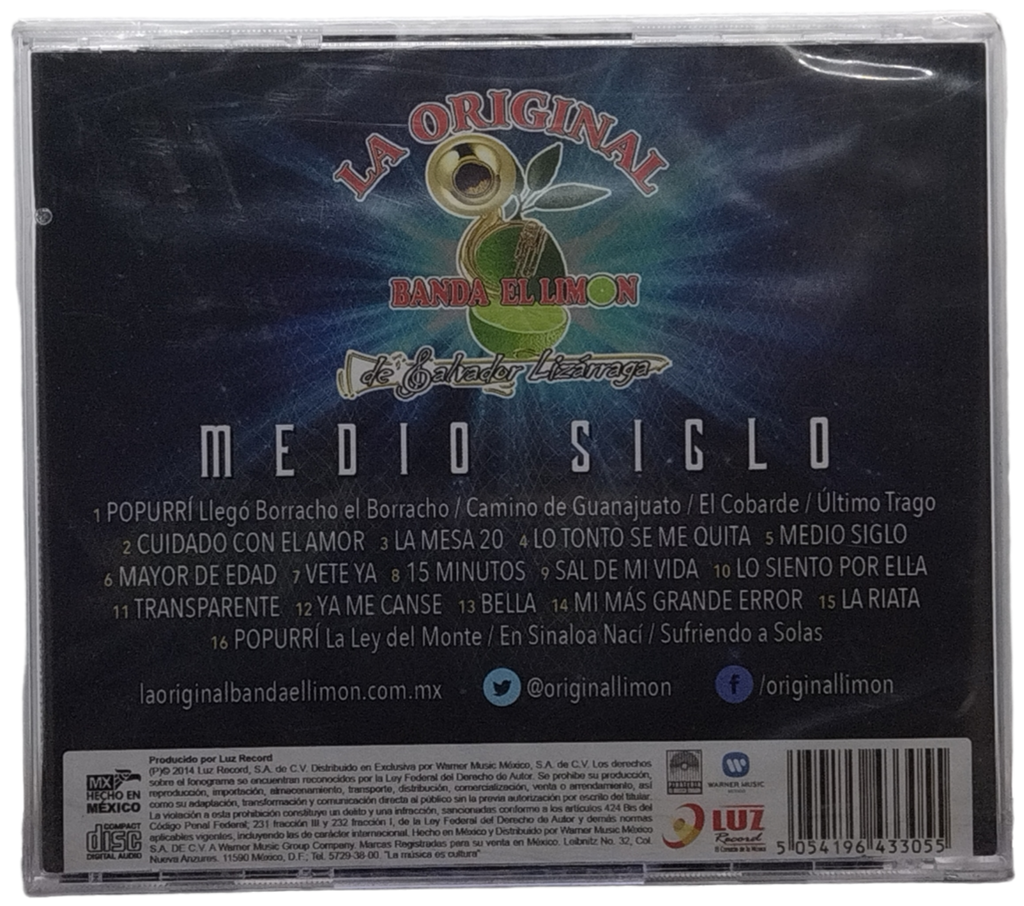 LA ORIGINAL
BANDA EL LIMÓN
de Salvador Lizárraga
MEDIO SIGLO
1 POPURRÍ Llegó Borracho el Borracho / Camino de Guanajuato / El Cobarde / Último Trago
2 CUIDADO CON EL AMOR 3 LA MESA 20 4 LO TONTO SE ME QUITA 5 MEDIO SIGLO
6 MAYOR DE EDAD 7 VETE YA 8 15 MINUTOS 9 SAL DE MI VIDA 10 LO SIENTO POR ELLA
11 TRANSPARENTE 12 YA ME CANSE 13 BELLA 14 MI MÁS GRANDE ERROR 15 LA RIATA
16 POPURRÍ La Ley del Monte / En Sinaloa Nací / Sufriendo a Solas
laoriginalbandaellimon.com.mx @originallimon /originallimon
MX
HECHO EN
MÉXICO
COMPACT
disc
DIGITAL AUDIO
Producido por Luz Record
(P)© 2014 Luz Record, S.A. de C.V. Distribuido en Exclusiva por Warner Music México, S.A. de C.V. Los derechos
sobre el fonograma se encuentran reconocidos por la Ley Federal del Derecho de Autor. Se prohibe su producción,
reproducción, importación, almacenamiento, transporte, distribución, comercialización, venta o arrendamiento, así
como su adaptación, transformación y comunicación directa al público sin la previa autorización por escrito del titular.
La violación a esta prohibición constituye un delito y una infracción, sancionadas conforme a los artículos 424 Bis del
Código Penal Federal; 231 fracción III y 232 fracción I, de la Ley Federal del Derecho de Autor y demás normas
aplicables vigentes, incluyendo las de carácter internacional. Hecho en México y Distribuido por Warner Music México
S.A. DE C.V. A Warner Music Group Company. Marcas Registradas para su venta en México. Leibnitz No. 32, Col.
Nueva Anzures. 11590 México, D.F.; Tel. 5729-38-00. "La música es cultura"
WARNER MUSIC
LUZ
Record
El Corazón de la Música
5 054196 433055